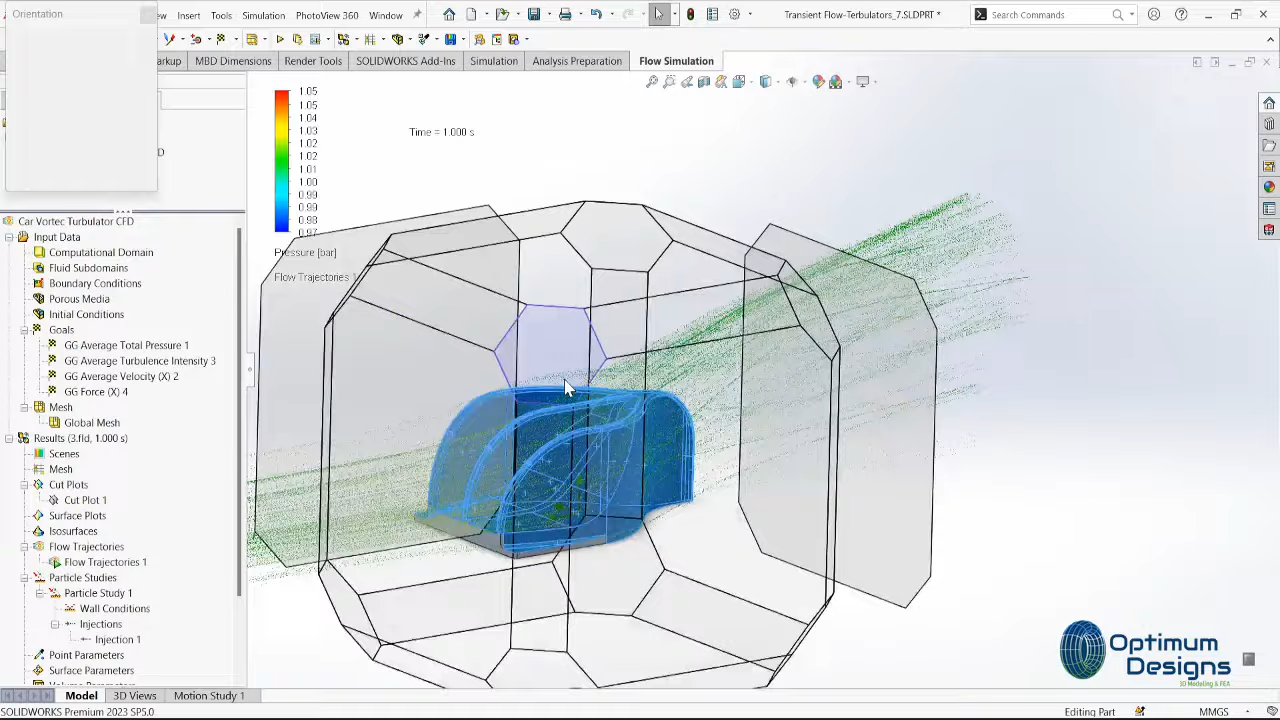 Orientation
Insert Tools Simulation PhotoView 360 Window
Transient Flow-Terbulators_7.SLDPRT *
Search Commands
MBD Dimensions Render Tools SOLIDWORKS Add-Ins Simulation Analysis Preparation Flow Simulation
1.05
1.05
1.04
1.03
1.02
1.02
1.01
1.00
0.99
0.98
0.98
0.97
Pressure [bar]
Flow Trajectories 1
Time = 1.000 s
Car Vortec Turbulator CFD
Input Data
Computational Domain
Fluid Subdomains
Boundary Conditions
Porous Media
Initial Conditions
Goals
GG Average Total Pressure 1
GG Average Turbulence Intensity 3
GG Average Velocity (X) 2
GG Force (X) 4
Mesh
Global Mesh
Results (3.fld, 1.000 s)
Scenes
Mesh
Cut Plots
Cut Plot 1
Surface Plots
Isosurfaces
Flow Trajectories
Flow Trajectories 1
Particle Studies
Particle Study 1
Wall Conditions
Injections
Injection 1
Point Parameters
Surface Parameters
Optimum
Designs
3D Modeling & FEA
Model 3D Views Motion Study 1
SOLIDWORKS Premium 2023 SP5.0
Editing Part
MMGS